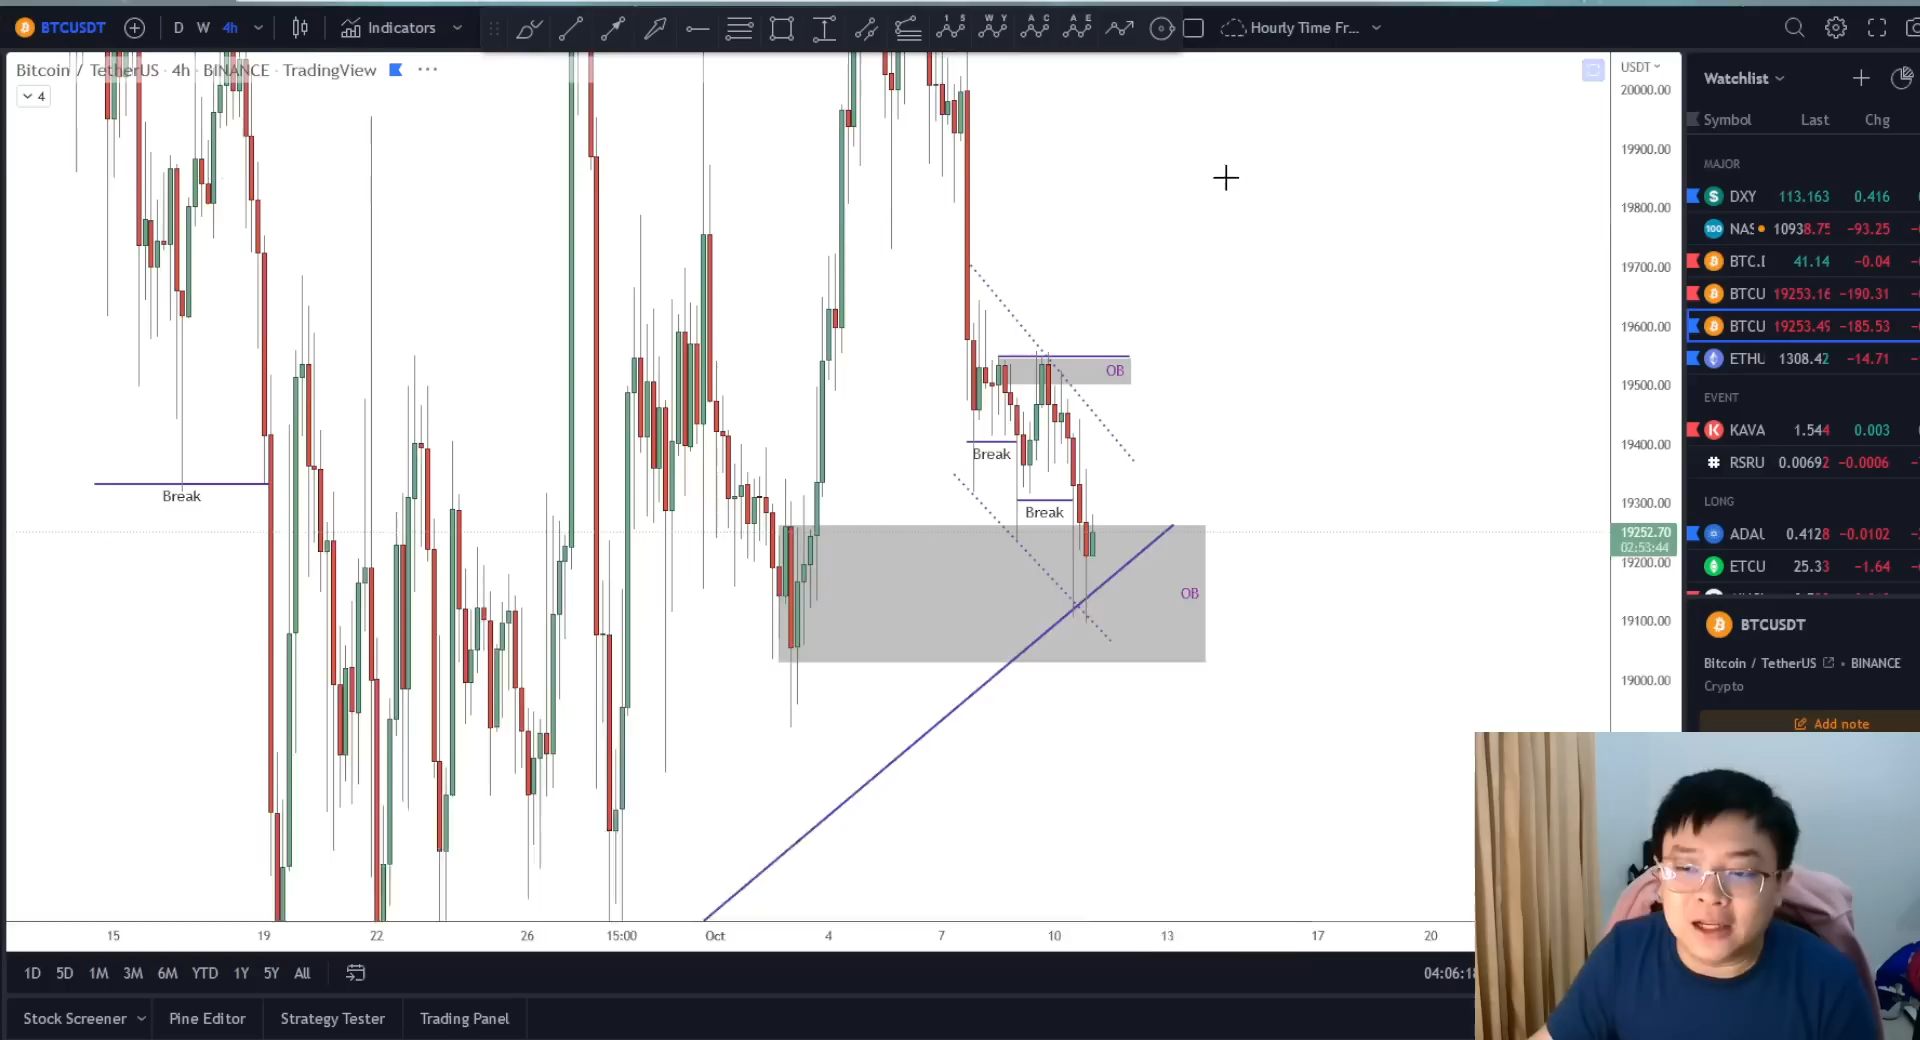 BTCUSDT D W 4h Indicators Hourly Time Fr...
Bitcoin / TetherUS · 4h · BINANCE · TradingView
4
USDT
20000.00
19900.00
19800.00
19700.00
19600.00
19500.00
19400.00
19300.00
19252.70
02:53:44
19200.00
19100.00
19000.00
OB
Break
Break
Break
OB
15 19 22 26 15:00 Oct 4 7 10 13 17 20
1D 5D 1M 3M 6M YTD 1Y 5Y All
Stock Screener Pine Editor Strategy Tester Trading Panel
Watchlist
Symbol Last Chg
MAJOR
DXY 113.163 0.416
100 NAS 10938.75 −93.25
BTC.I 41.14 −0.04
BTCU 19253.16 −190.31
BTCU 19253.49 −185.53
ETHU 1308.42 −14.71
EVENT
KAVA 1.544 0.003
RSRU 0.00692 −0.0006
LONG
ADAU 0.4128 −0.0102
ETCU 25.33 −1.64
BTCUSDT
Bitcoin / TetherUS • BINANCE
Crypto
Add note